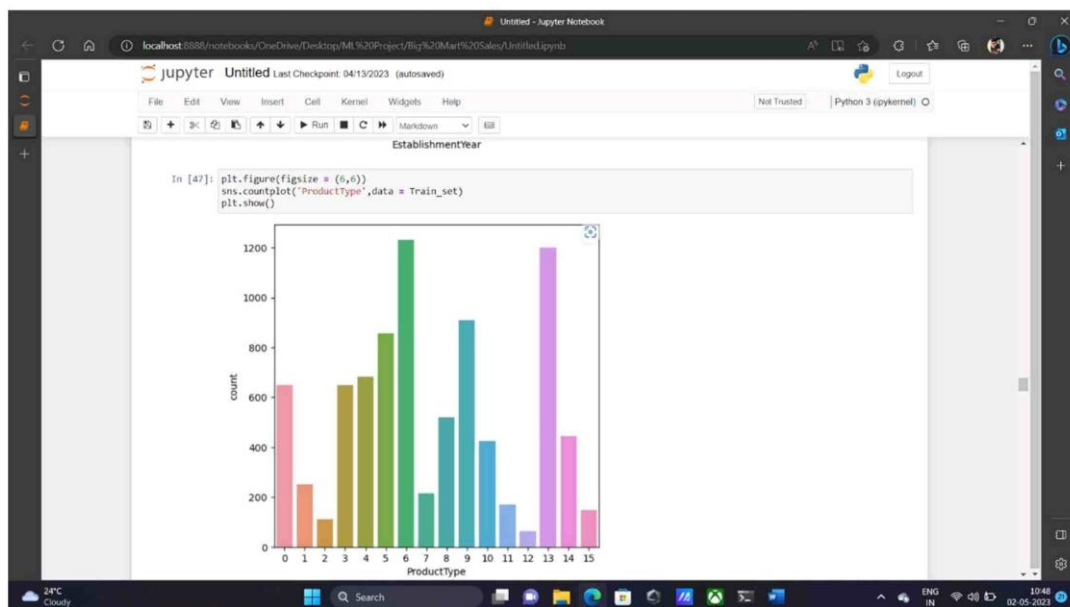 Untitled - Jupyter Notebook
localhost:8888/notebooks/OneDrive/Desktop/ML%20Project/Big%20Mart%20Sales/Untitled.ipynb
jupyter Untitled Last Checkpoint: 04/13/2023 (autosaved)
Logout
File Edit View Insert Cell Kernel Widgets Help
Not Trusted
Python 3 (ipykernel)
Run
Markdown
EstablishmentYear
In [47]: plt.figure(figsize = (6,6))
sns.countplot('ProductType',data = Train_set)
plt.show()
1200
1000
800
600
400
200
0
count
0 1 2 3 4 5 6 7 8 9 10 11 12 13 14 15
ProductType
24°C
Cloudy
Search
ENG
IN
10:48
02-05-2023